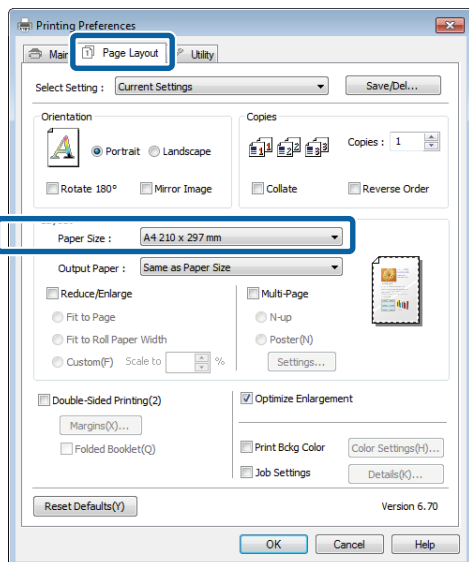 Printing Preferences
Main Page Layout Utility
Select Setting : Current Settings Save/Del...
Orientation Copies
Portrait Landscape Copies : 1
Rotate 180° Mirror Image Collate Reverse Order
Paper Size : A4 210 x 297 mm
Output Paper : Same as Paper Size
Reduce/Enlarge Multi-Page
Fit to Page N-up
Fit to Roll Paper Width Poster(N)
Custom(F) Scale to % Settings...
Double-Sided Printing(2) Optimize Enlargement
Margins(X)...
Folded Booklet(Q) Print Bckg Color Color Settings(H)...
Job Settings Details(K)...
Reset Defaults(Y) Version 6.70
OK Cancel Help